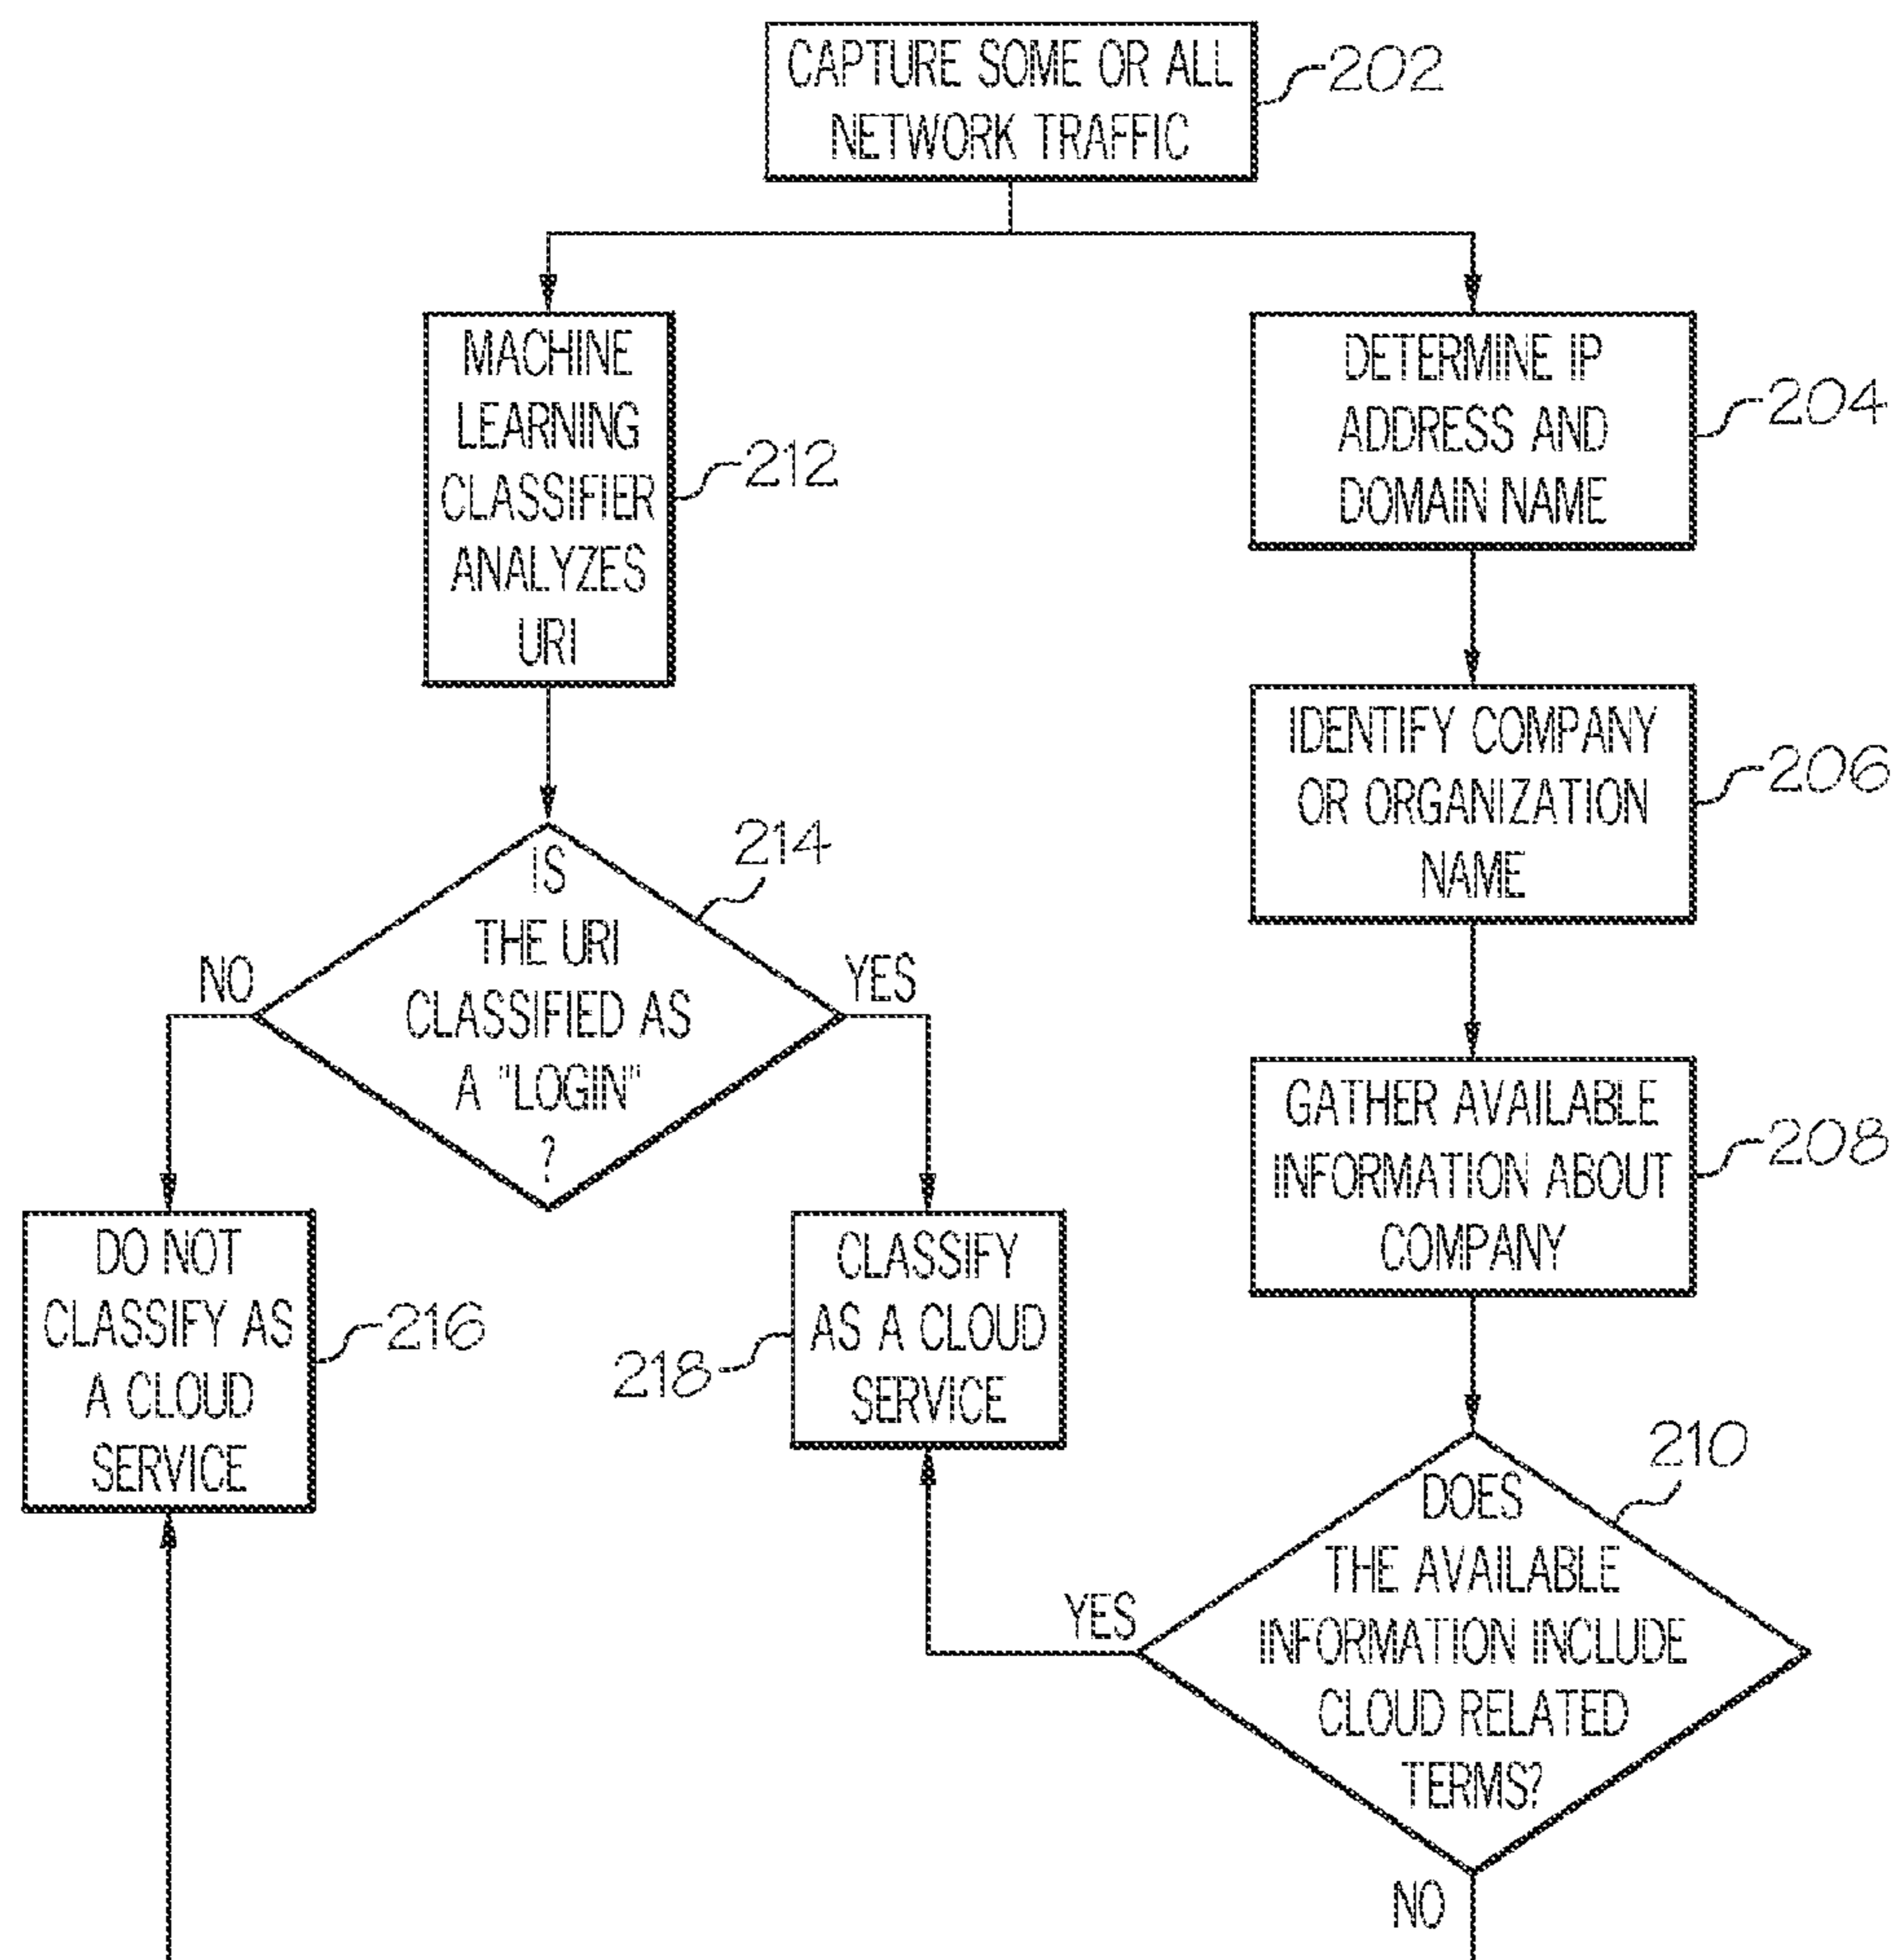 CAPTURE SOME OR ALL
NETWORK TRAFFIC
202
MACHINE
LEARNING
CLASSIFIER
ANALYZES
URI
212
DETERMINE IP
ADDRESS AND
DOMAIN NAME
204
IDENTIFY COMPANY
OR ORGANIZATION
NAME
206
IS
THE URI
CLASSIFIED AS
A "LOGIN"
?
214
NO
YES
GATHER AVAILABLE
INFORMATION ABOUT
COMPANY
208
DO NOT
CLASSIFY AS
A CLOUD
SERVICE
216
CLASSIFY
AS A CLOUD
SERVICE
218
DOES
THE AVAILABLE
INFORMATION INCLUDE
CLOUD RELATED
TERMS?
210
YES
NO